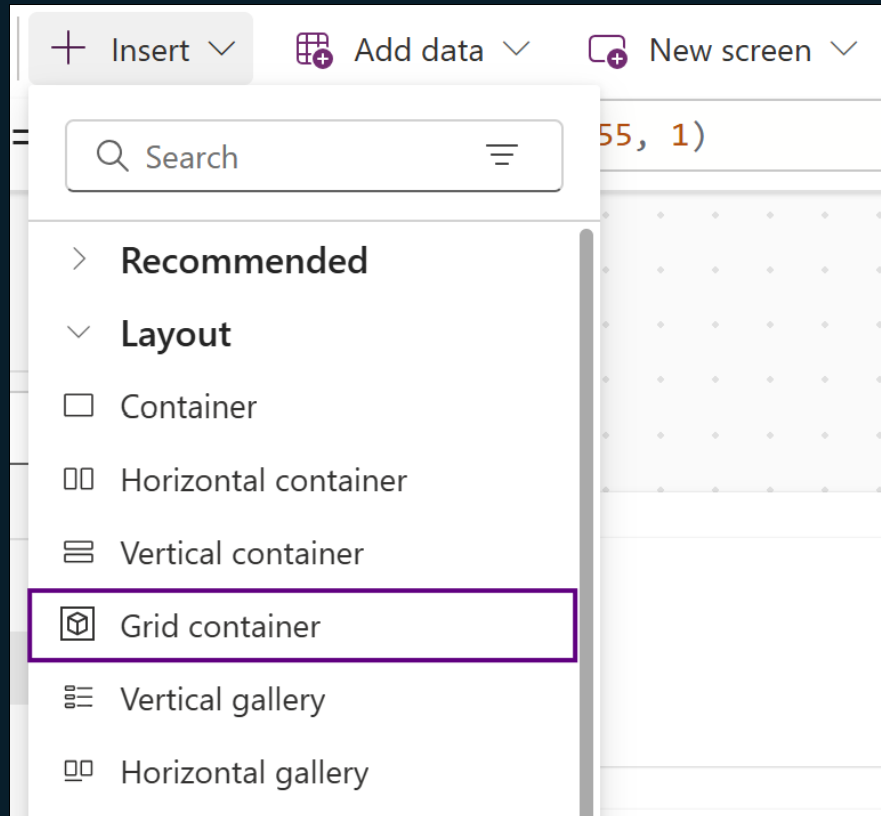 Insert Add data New screen
= 55, 1)
Search
Recommended
Layout
Container
Horizontal container
Vertical container
Grid container
Vertical gallery
Horizontal gallery